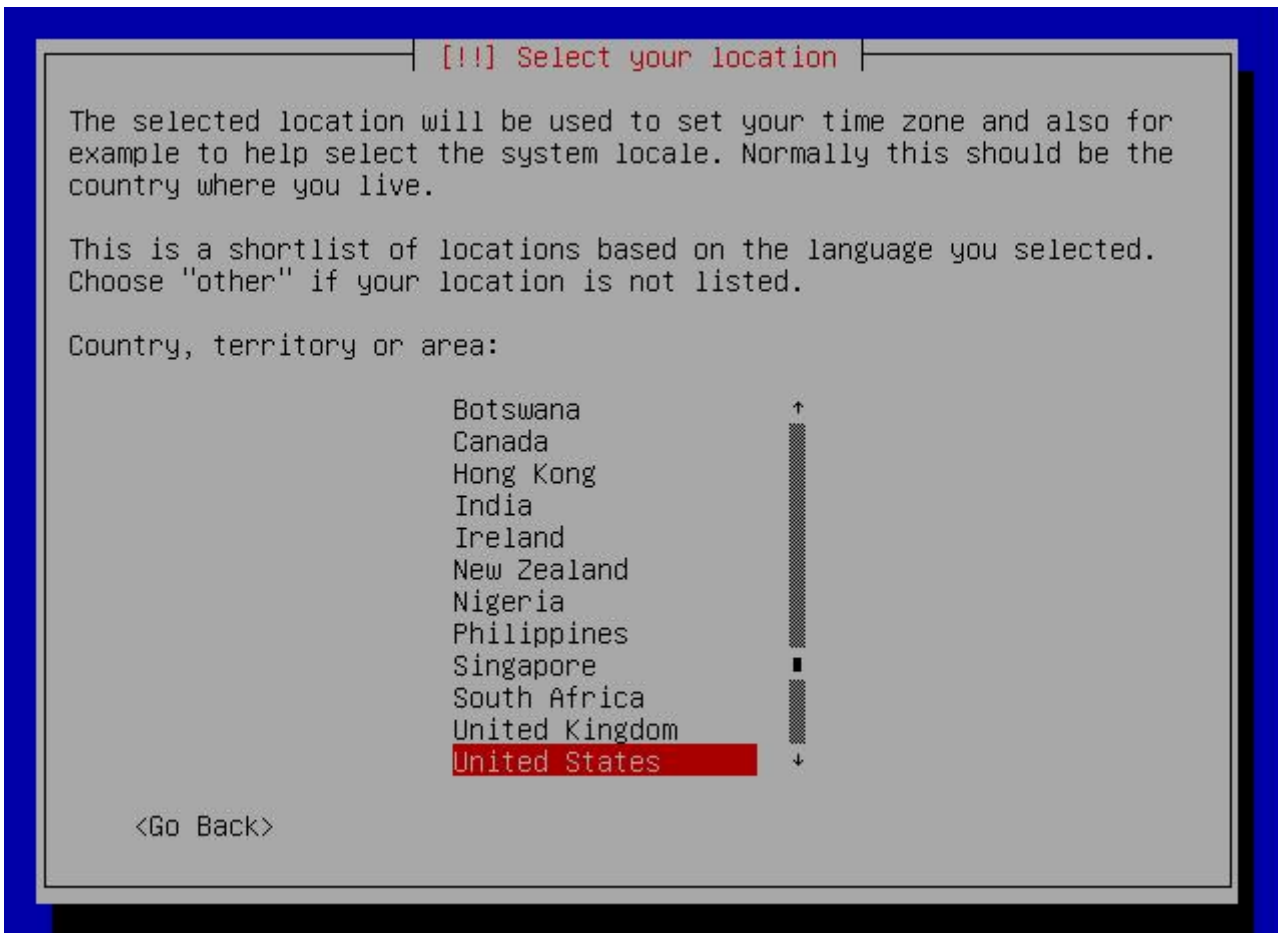 [!!] Select your location
The selected location will be used to set your time zone and also for
example to help select the system locale. Normally this should be the
country where you live.
This is a shortlist of locations based on the language you selected.
Choose "other" if your location is not listed.
Country, territory or area:
Botswana
Canada
Hong Kong
India
Ireland
New Zealand
Nigeria
Philippines
Singapore
South Africa
United Kingdom
United States
<Go Back>